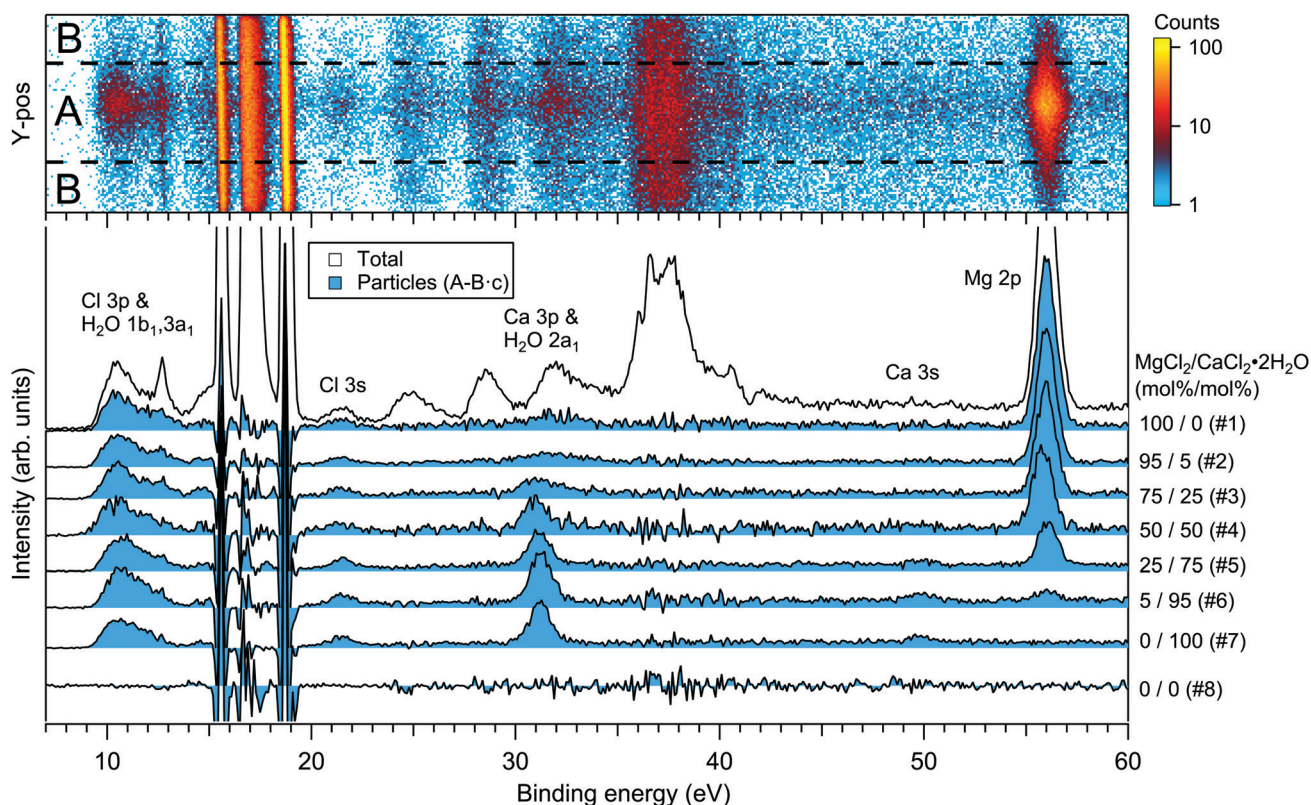 Counts
100
10
1
Y-pos
B
A
B
Total
Particles (A-B·c)
Cl 3p &
H₂O 1b₁,3a₁
Cl 3s
Ca 3p &
H₂O 2a₁
Ca 3s
Mg 2p
MgCl₂/CaCl₂•2H₂O
(mol%/mol%)
100 / 0 (#1)
95 / 5 (#2)
75 / 25 (#3)
50 / 50 (#4)
25 / 75 (#5)
5 / 95 (#6)
0 / 100 (#7)
0 / 0 (#8)
Intensity (arb. units)
10 20 30 40 50 60
Binding energy (eV)